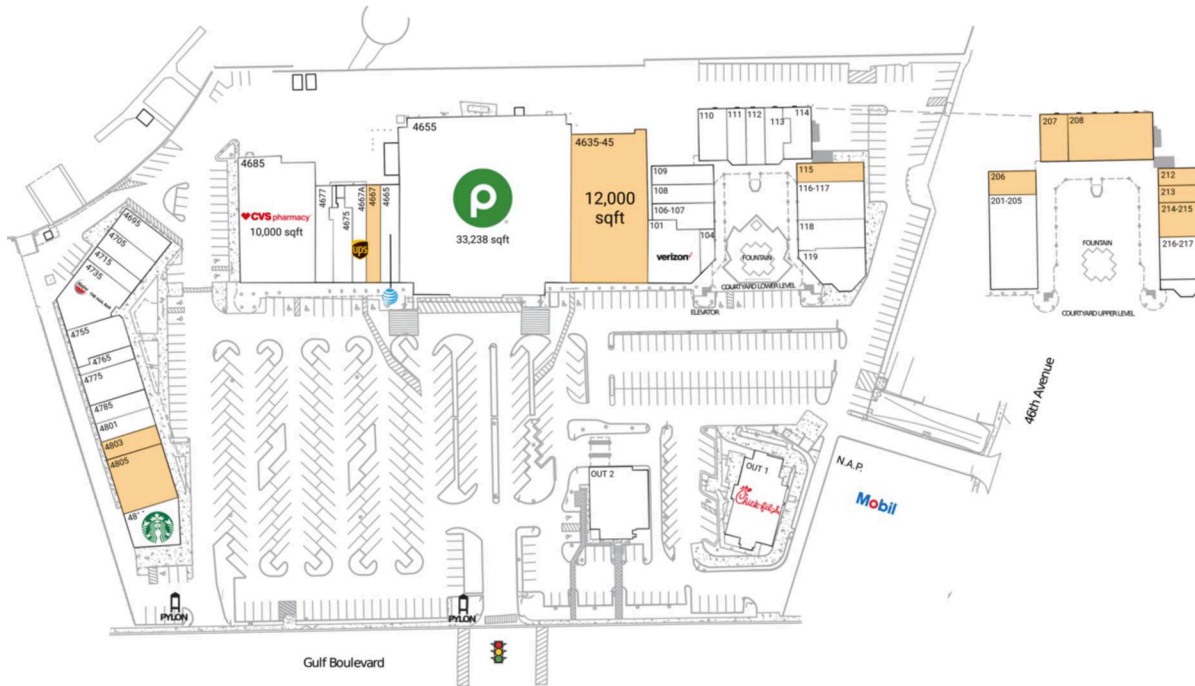 4655
33,238 sqft
4635-45
12,000
sqft
4685
CVS pharmacy
10,000 sqft
4677
4675
4667A
4667
4665
ups
AT&T
110
111
112
113
114
109
108
106-107
101
104
verizon
115
116-117
118
119
FOUNTAIN
COURTYARD LOWER LEVEL
ELEVATOR
207
208
206
201-205
212
213
214-215
216-217
FOUNTAIN
COURTYARD UPPER LEVEL
4695
4705
4715
4735
4755
4765
4775
4785
4801
4803
4805
48
OUT 2
OUT 1
Chick-fil-A
N.A.P.
Mobil
46th Avenue
PYLON
PYLON
Gulf Boulevard